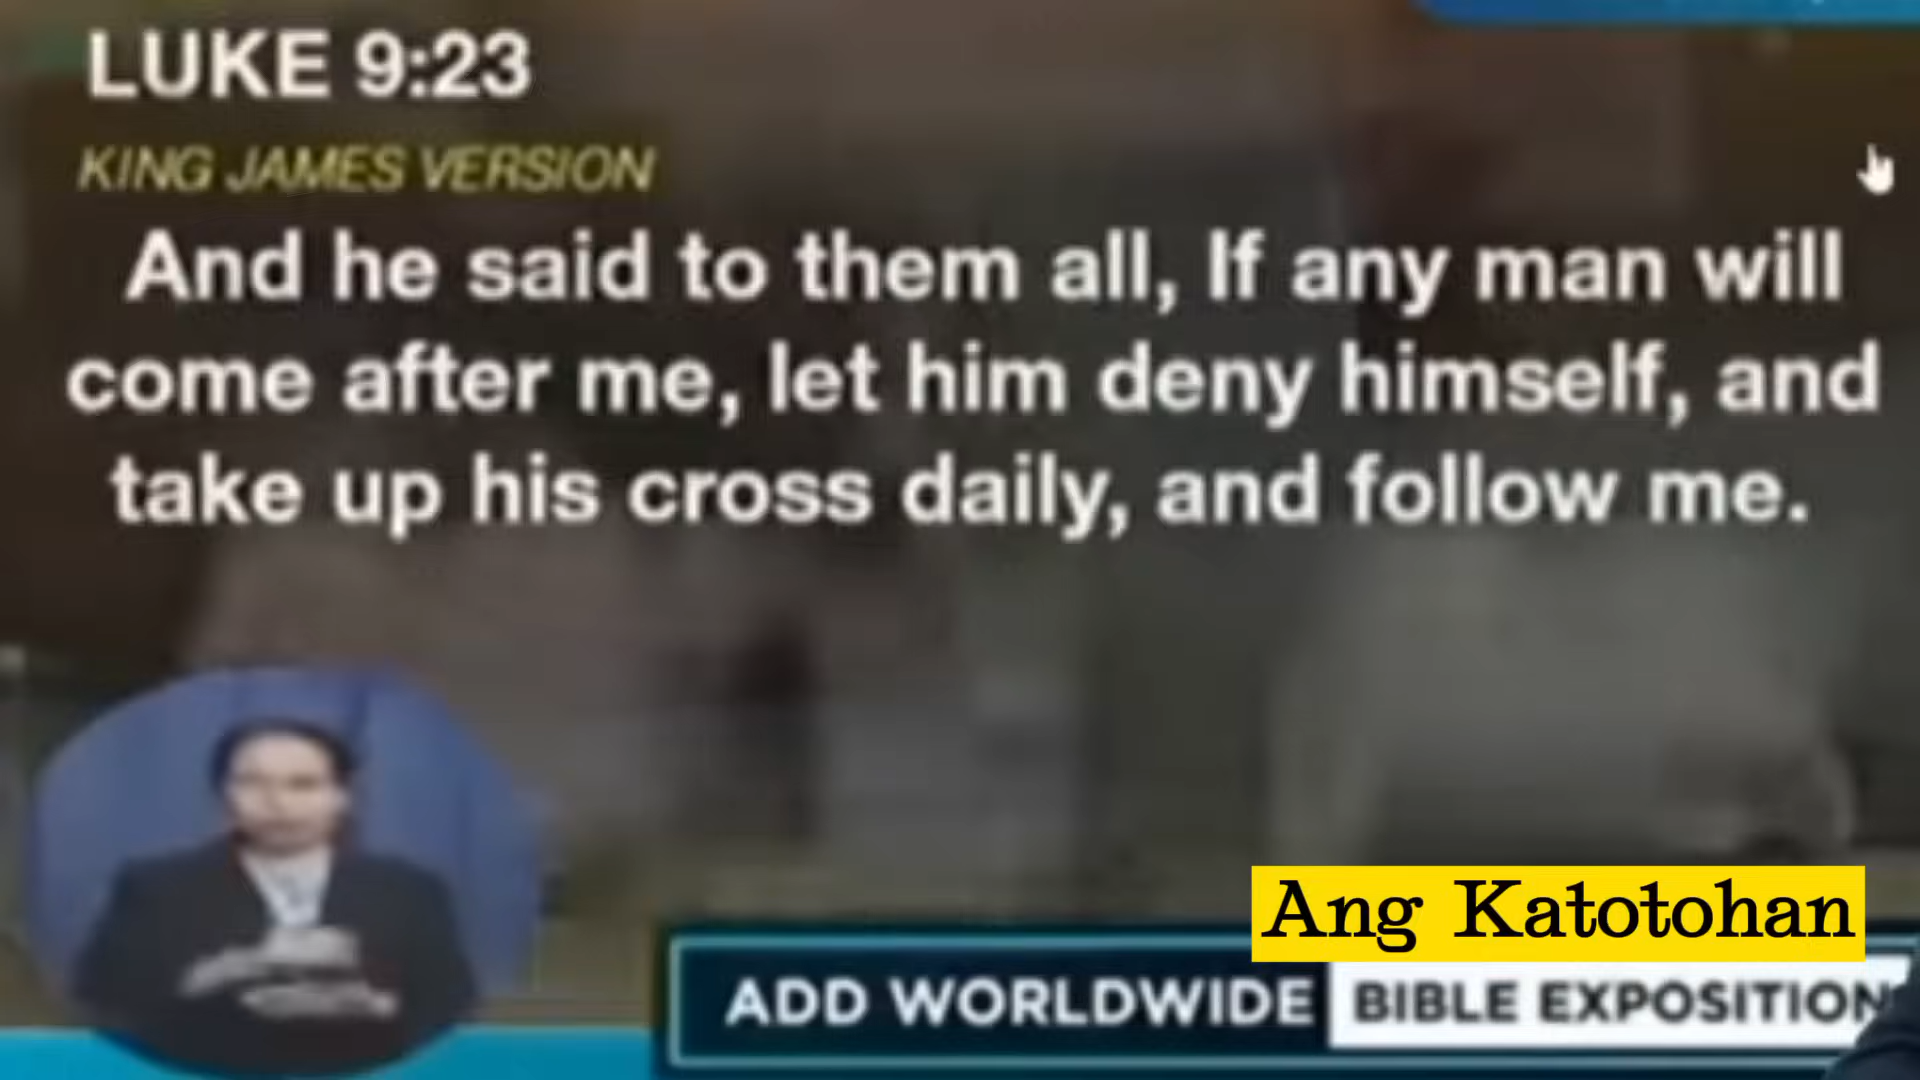 LUKE 9:23
KING JAMES VERSION
And he said to them all, If any man will
come after me, let him deny himself, and
take up his cross daily, and follow me.
Ang Katotohan
ADD WORLDWIDE BIBLE EXPOSITION